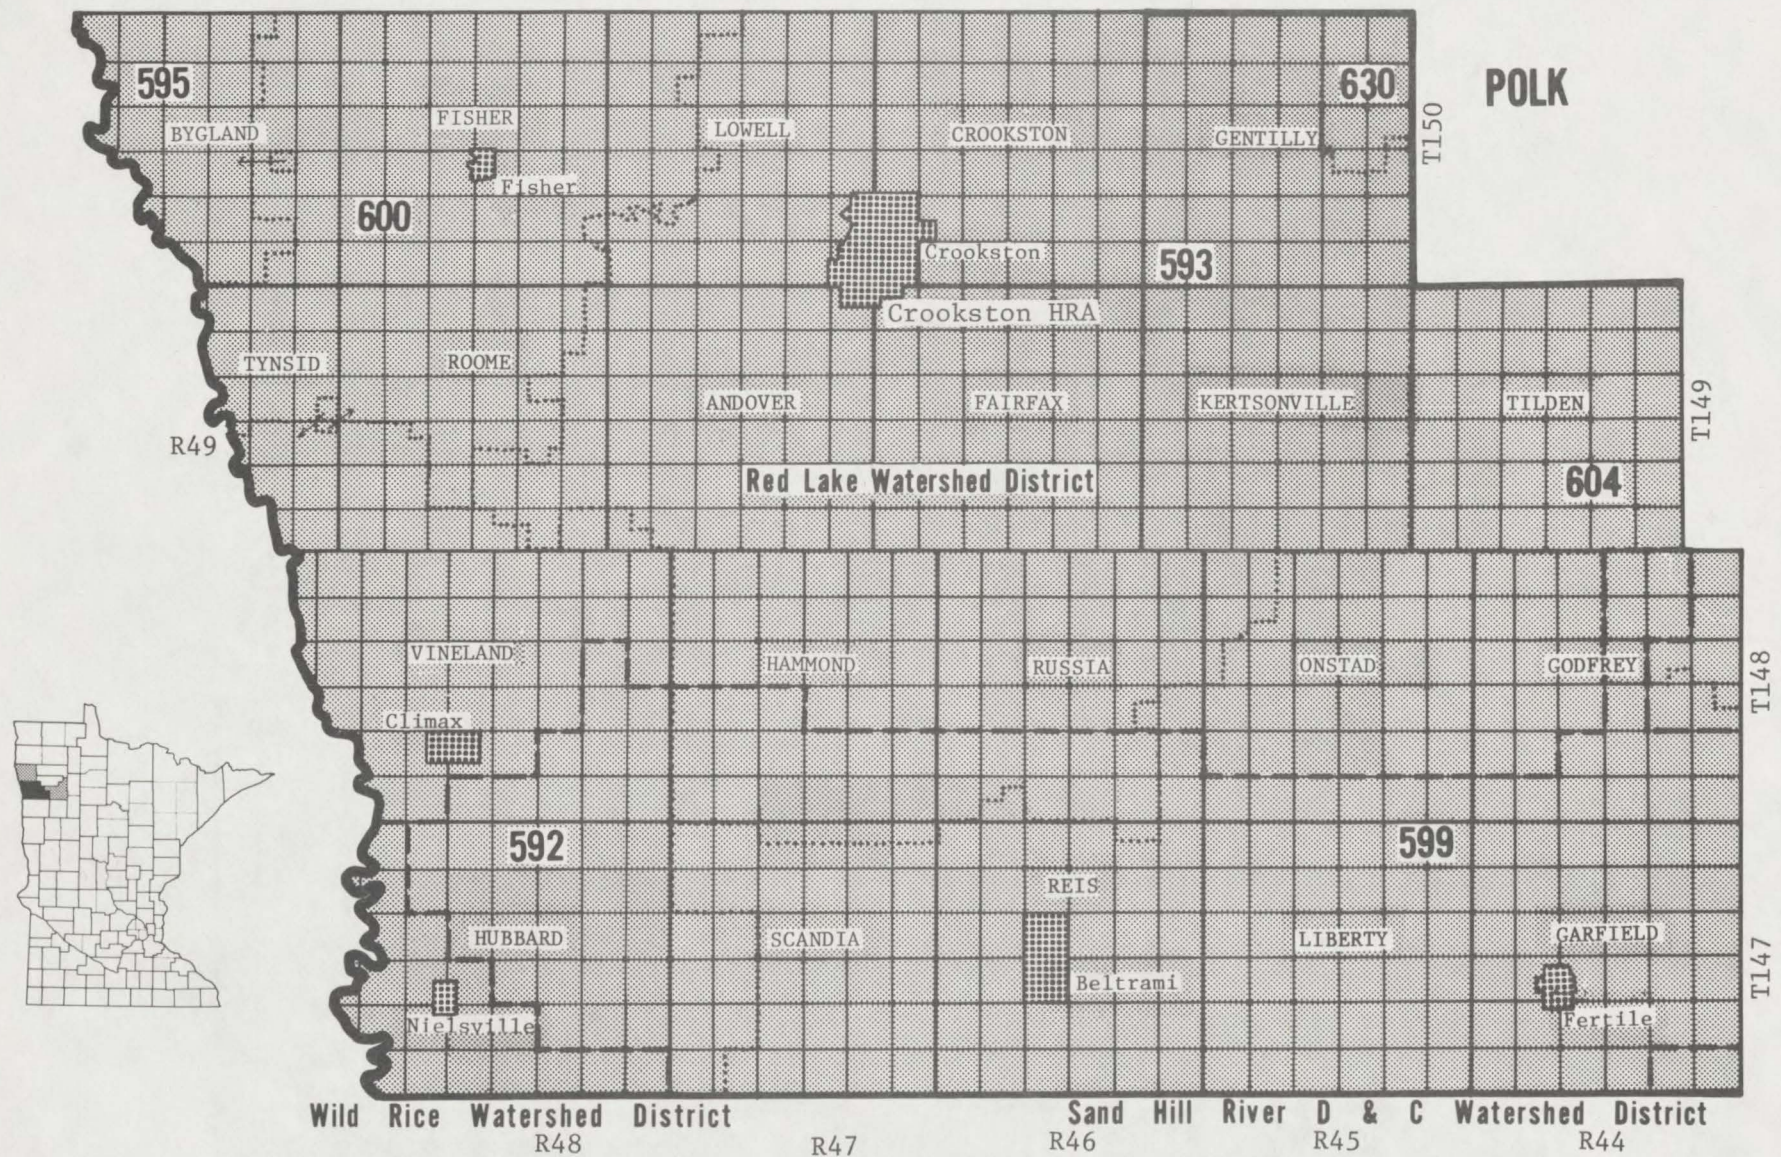 POLK
595
630
BYGLAND
FISHER
LOWELL
CROOKSTON
GENTILLY
T150
Fisher
600
Crookston
593
Crookston HRA
TYNSID
ROOME
ANDOVER
FAIRFAX
KERTSONVILLE
TILDEN
T149
R49
Red Lake Watershed District
604
VINELAND
HAMMOND
RUSSIA
ONSTAD
GODFREY
T148
Climax
592
599
REIS
HUBBARD
SCANDIA
LIBERTY
GARFIELD
T147
Beltrami
Nielsville
Fertile
Wild Rice Watershed District
Sand Hill River D & C Watershed District
R48
R47
R46
R45
R44